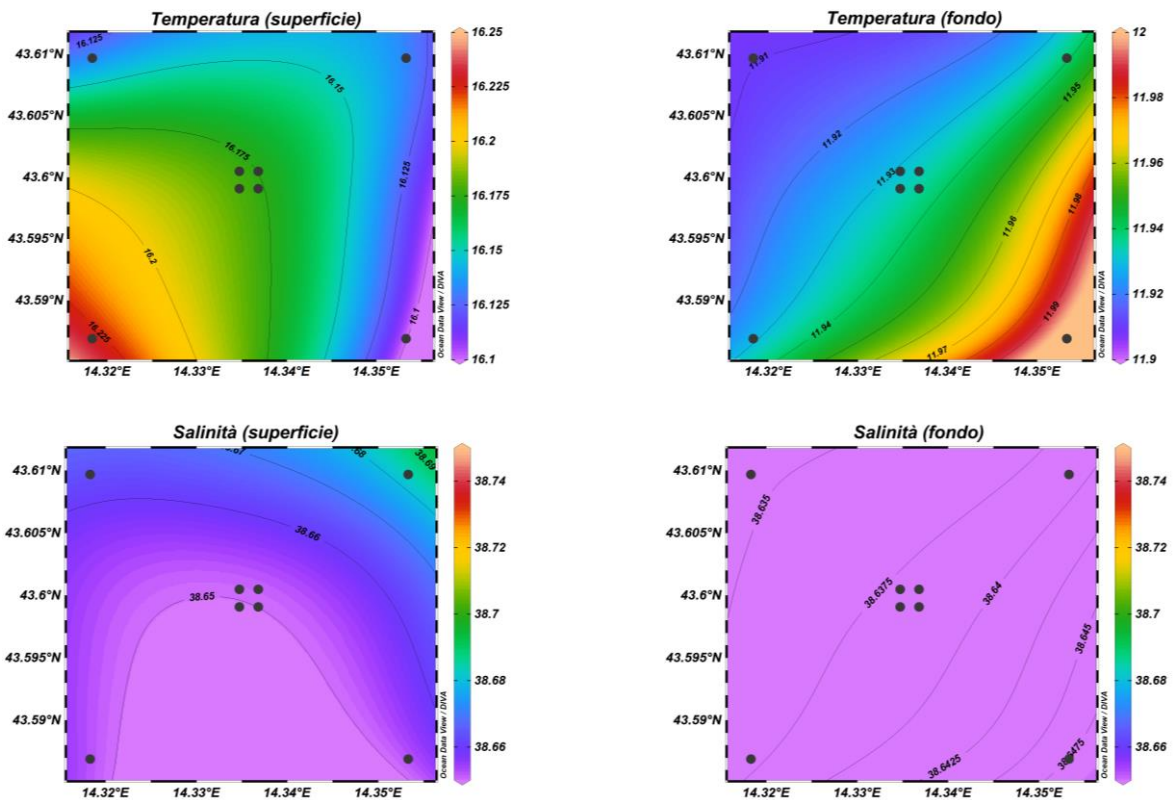 Temperatura (superficie)
43.61°N
43.605°N
43.6°N
43.595°N
43.59°N
14.32°E 14.33°E 14.34°E 14.35°E
16.125
16.15
16.175
16.125
16.2
16.225
16.1
Ocean Data View / DIVA
16.25
16.225
16.2
16.175
16.15
16.125
16.1
Temperatura (fondo)
43.61°N
43.605°N
43.6°N
43.595°N
43.59°N
14.32°E 14.33°E 14.34°E 14.35°E
11.91
11.95
11.92
11.93
11.98
11.96
11.99
11.94
11.97
Ocean Data View / DIVA
12
11.98
11.96
11.94
11.92
11.9
Salinità (superficie)
43.61°N
43.605°N
43.6°N
43.595°N
43.59°N
14.32°E 14.33°E 14.34°E 14.35°E
38.69
38.66
38.65
Ocean Data View / DIVA
38.74
38.72
38.7
38.68
38.66
Salinità (fondo)
43.61°N
43.605°N
43.6°N
43.595°N
43.59°N
14.32°E 14.33°E 14.34°E 14.35°E
38.635
38.6375
38.64
38.645
38.6425
38.6475
Ocean Data View / DIVA
38.74
38.72
38.7
38.68
38.66